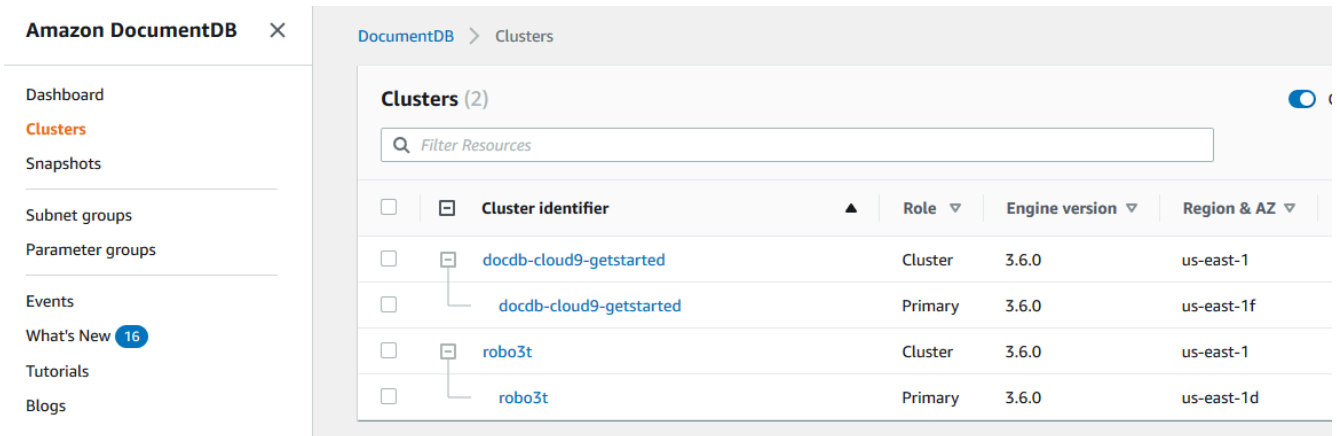 Amazon DocumentDB
Dashboard
Clusters
Snapshots
Subnet groups
Parameter groups
Events
What's New 16
Tutorials
Blogs
DocumentDB > Clusters
Clusters (2)
Filter Resources
Cluster identifier Role Engine version Region & AZ
docdb-cloud9-getstarted Cluster 3.6.0 us-east-1
docdb-cloud9-getstarted Primary 3.6.0 us-east-1f
robo3t Cluster 3.6.0 us-east-1
robo3t Primary 3.6.0 us-east-1d